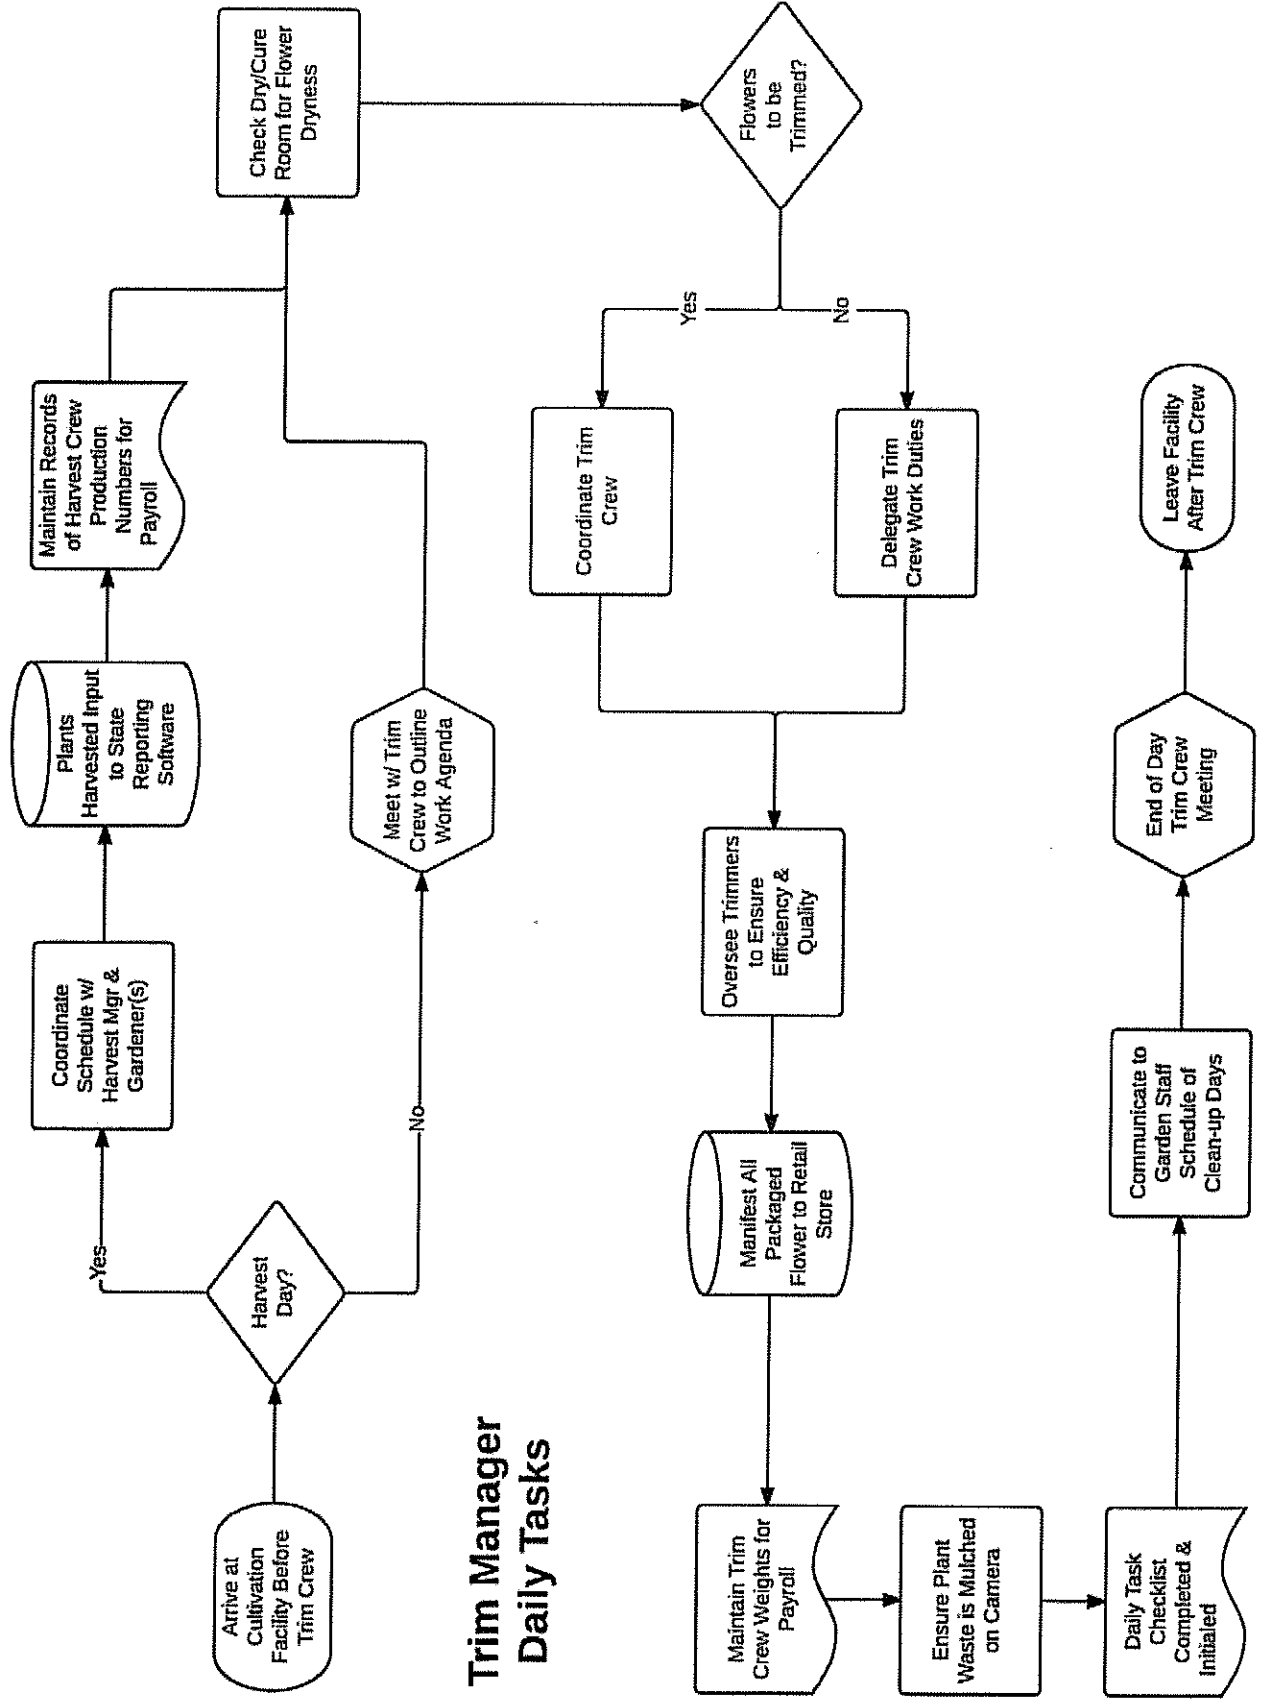 Trim Manager
Daily Tasks
Arrive at
Cultivation
Facility Before
Trim Crew
Harvest
Day?
Yes
No
Coordinate
Schedule w/
Harvest Mgr &
Gardener(s)
Plants
Harvested Input
to State
Reporting
Software
Maintain Records
of Harvest Crew
Production
Numbers for
Payroll
Meet w/ Trim
Crew to Outline
Work Agenda
Check Dry/Cure
Room for Flower
Dryness
Flowers
to be
Trimmed?
Yes
No
Coordinate Trim
Crew
Delegate Trim
Crew Work Duties
Oversee Trimmers
to Ensure
Efficiency &
Quality
Manifest All
Packaged
Flower to Retail
Store
Maintain Trim
Crew Weights for
Payroll
Ensure Plant
Waste is Mulched
on Camera
Daily Task
Checklist
Completed &
Initialed
Communicate to
Garden Staff
Schedule of
Clean-up Days
End of Day
Trim Crew
Meeting
Leave Facility
After Trim Crew